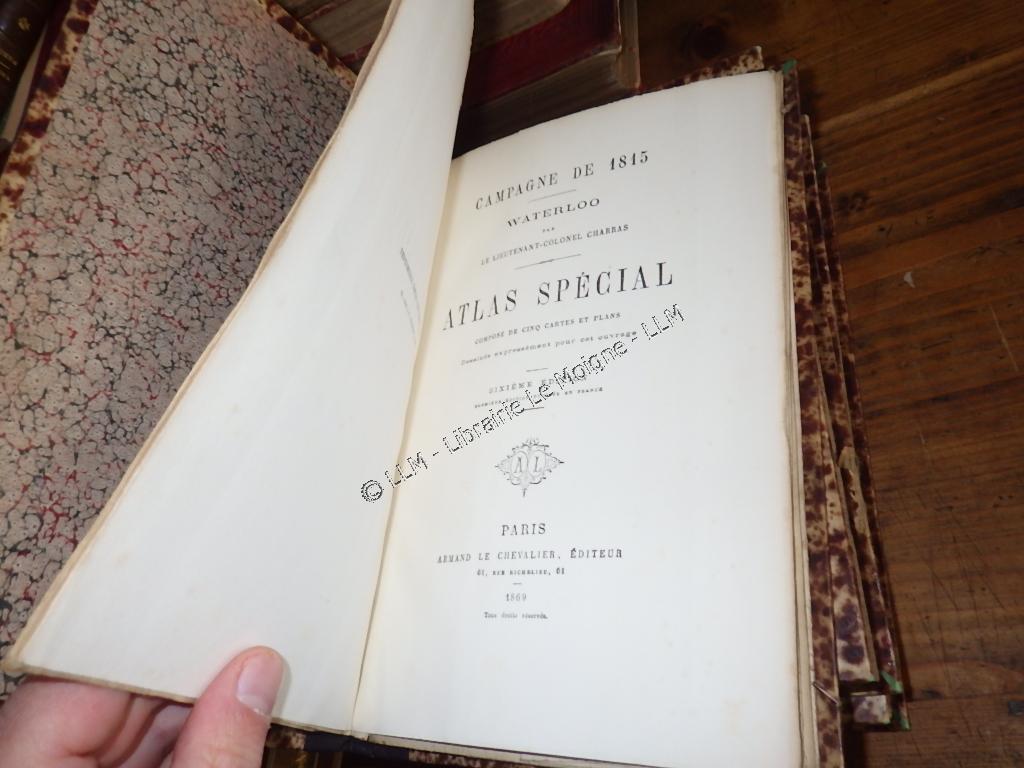 CAMPAGNE DE 1815
WATERLOO
PAR
LE LIEUTENANT-COLONEL CHARRAS
ATLAS SPÉCIAL
COMPOSÉ DE CINQ CARTES ET PLANS
Dessinés expressément pour cet ouvrage
SIXIÈME
EN FRANCE
© LLM - Librairie Le Moigne - LLM
AL
PARIS
ARMAND LE CHEVALIER, ÉDITEUR
61, RUE RICHELIEU, 61
1869
Tous droits réservés.